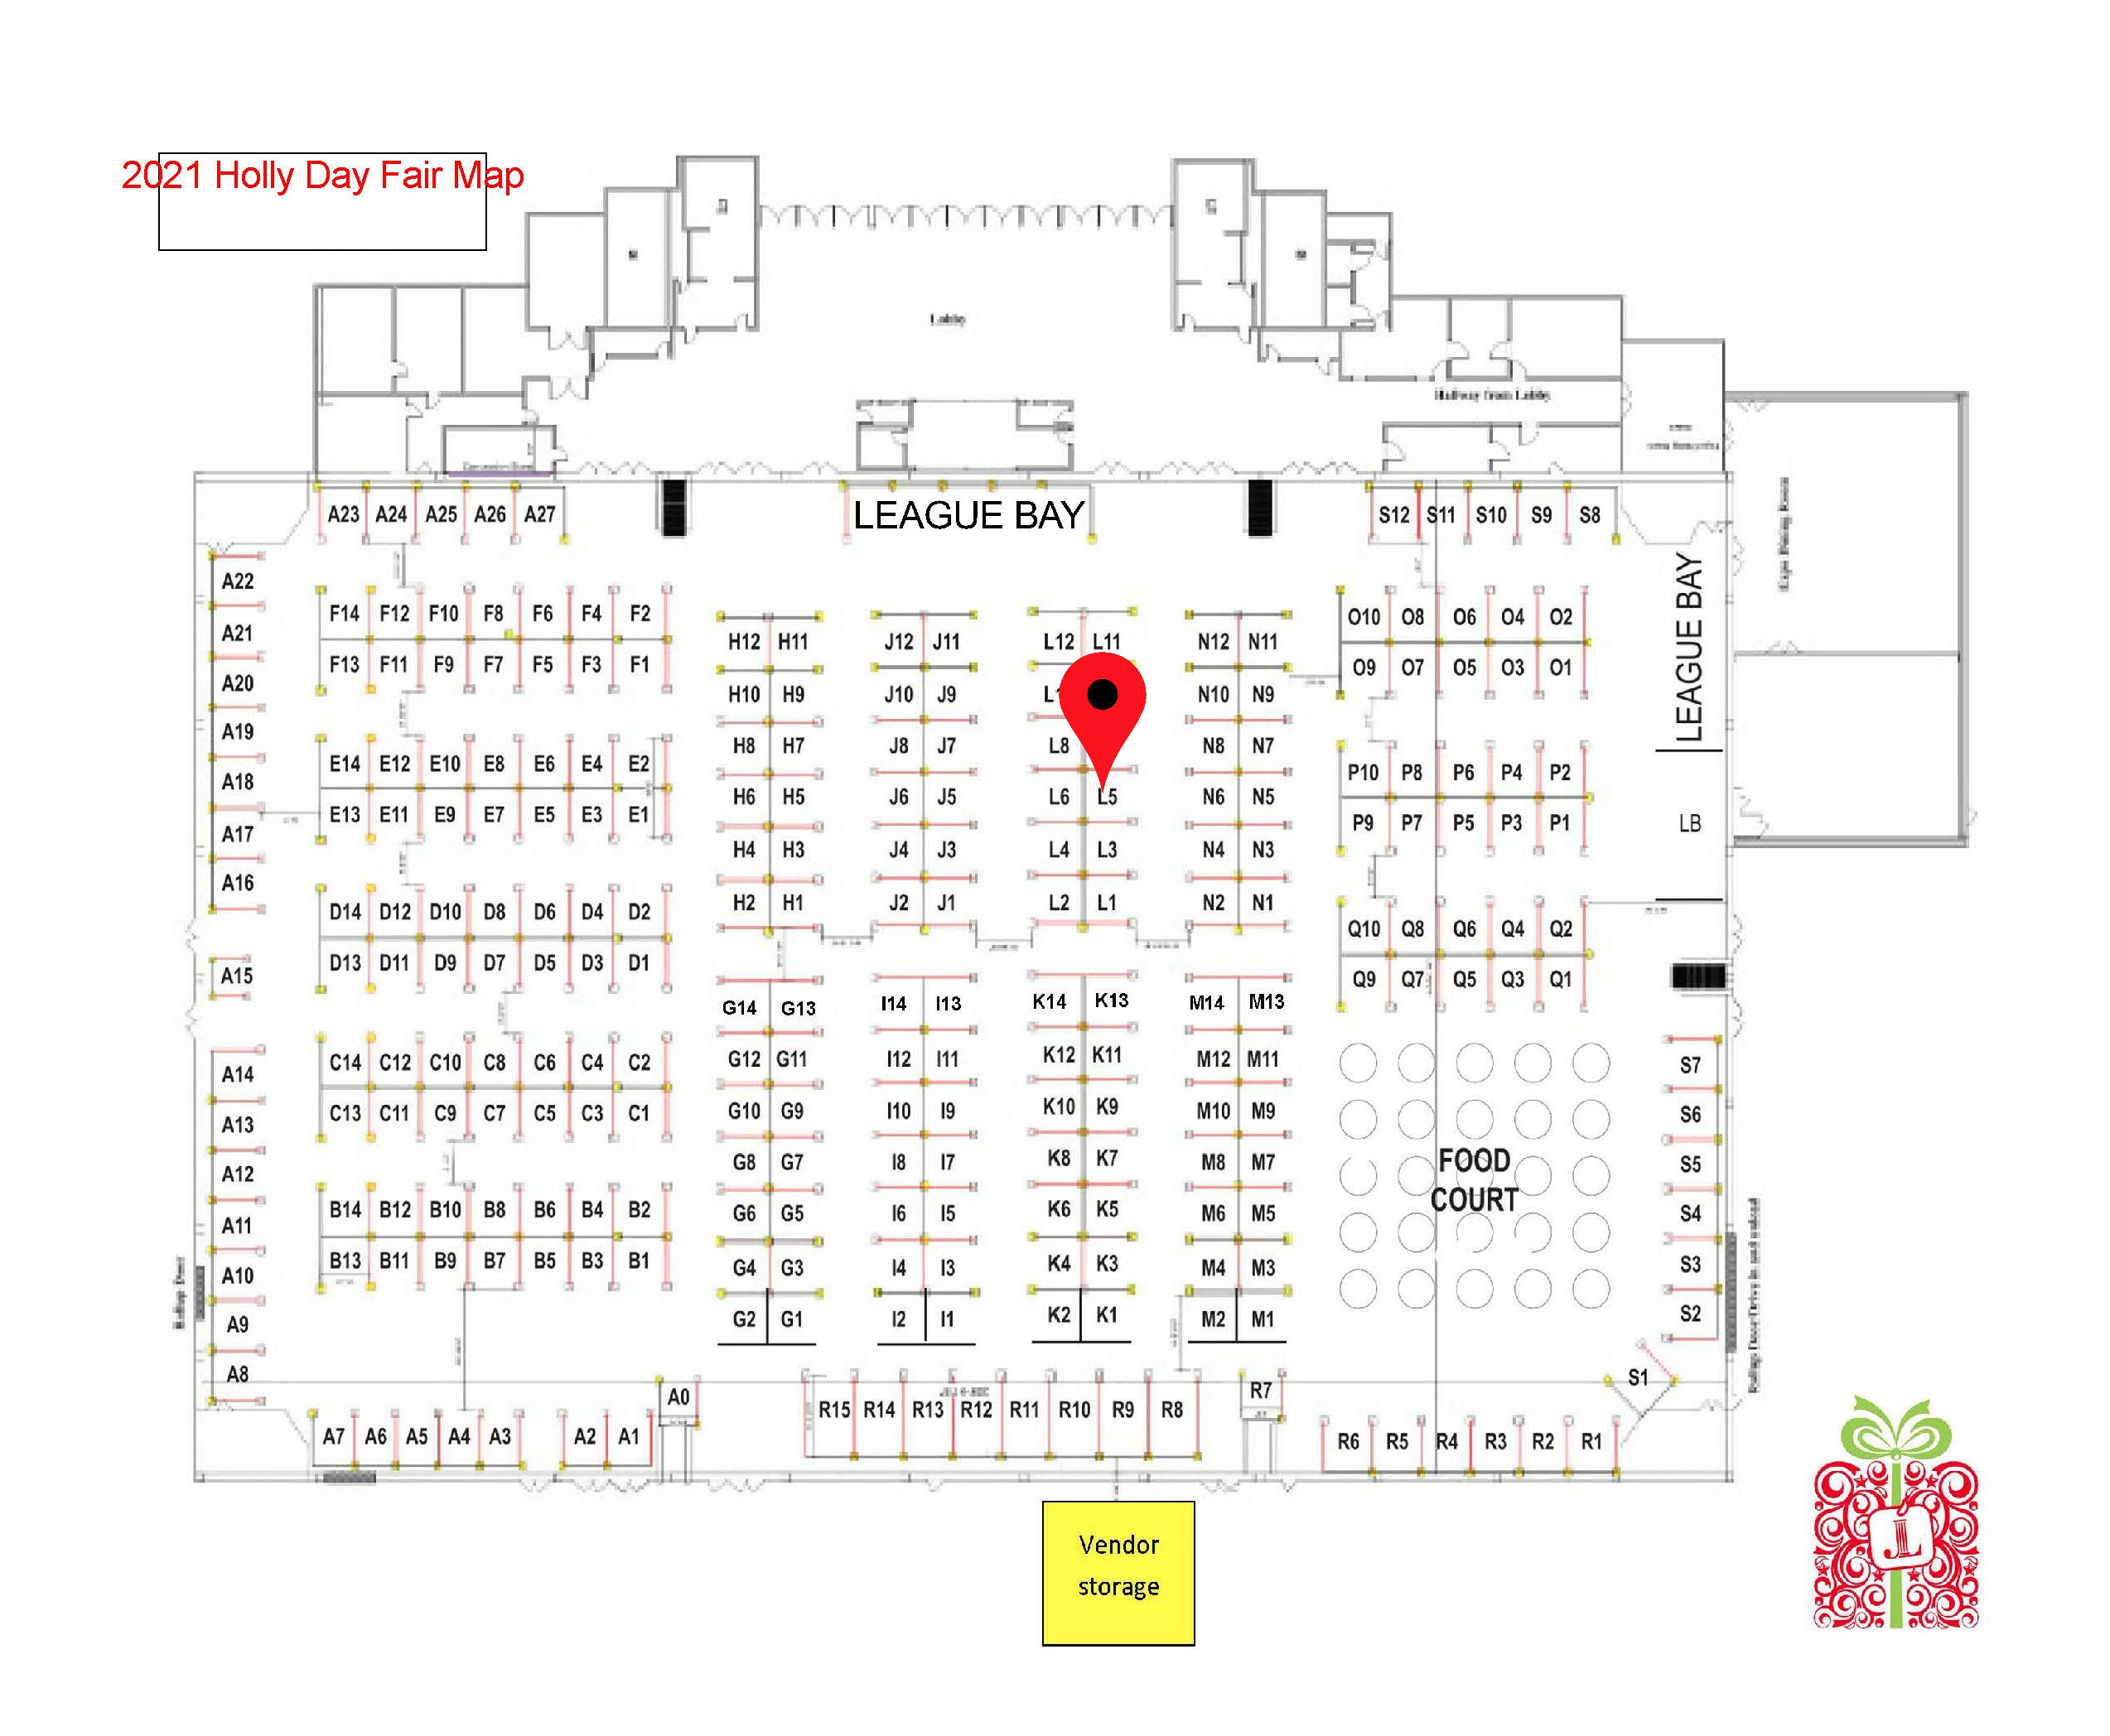 2021 Holly Day Fair Map
Lobby
Hallway from Lobby
LEAGUE BAY
A23 A24 A25 A26 A27
S12 S11 S10 S9 S8
A22
A21
A20
A19
A18
A17
A16
A15
A14
A13
A12
A11
A10
A9
A8
F14 F12 F10 F8 F6 F4 F2
F13 F11 F9 F7 F5 F3 F1
E14 E12 E10 E8 E6 E4 E2
E13 E11 E9 E7 E5 E3 E1
D14 D12 D10 D8 D6 D4 D2
D13 D11 D9 D7 D5 D3 D1
C14 C12 C10 C8 C6 C4 C2
C13 C11 C9 C7 C5 C3 C1
B14 B12 B10 B8 B6 B4 B2
B13 B11 B9 B7 B5 B3 B1
H12 H11
H10 H9
H8 H7
H6 H5
H4 H3
H2 H1
G14 G13
G12 G11
G10 G9
G8 G7
G6 G5
G4 G3
G2 G1
J12 J11
J10 J9
J8 J7
J6 J5
J4 J3
J2 J1
I14 I13
I12 I11
I10 I9
I8 I7
I6 I5
I4 I3
I2 I1
L12 L11
L8
L6 L5
L4 L3
L2 L1
K14 K13
K12 K11
K10 K9
K8 K7
K6 K5
K4 K3
K2 K1
N12 N11
N10 N9
N8 N7
N6 N5
N4 N3
N2 N1
M14 M13
M12 M11
M10 M9
M8 M7
M6 M5
M4 M3
M2 M1
O10 O8 O6 O4 O2
O9 O7 O5 O3 O1
P10 P8 P6 P4 P2
P9 P7 P5 P3 P1
Q10 Q8 Q6 Q4 Q2
Q9 Q7 Q5 Q3 Q1
LEAGUE BAY
LB
FOOD
COURT
S7
S6
S5
S4
S3
S2
S1
A7 A6 A5 A4 A3 A2 A1
A0
R15 R14 R13 R12 R11 R10 R9 R8
R7
R6 R5 R4 R3 R2 R1
Vendor
storage
JL